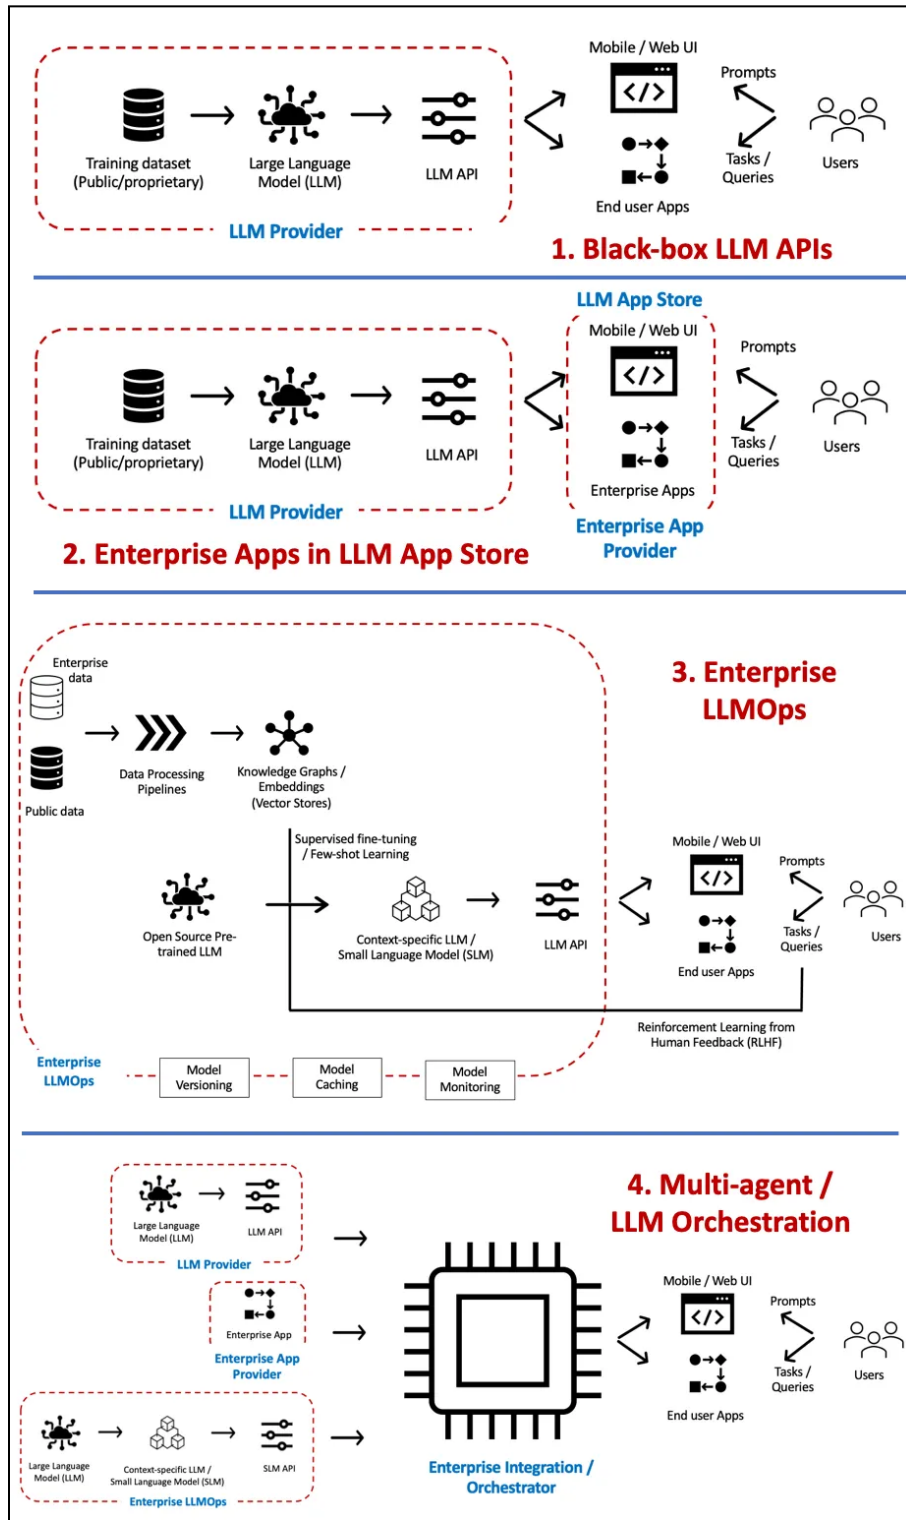 Mobile / Web UI
Prompts
Training dataset
(Public/proprietary)
Large Language
Model (LLM)
LLM API
Tasks /
Queries
Users
End user Apps
LLM Provider
1. Black-box LLM APIs
LLM App Store
Mobile / Web UI
Prompts
Training dataset
(Public/proprietary)
Large Language
Model (LLM)
LLM API
Tasks /
Queries
Users
Enterprise Apps
LLM Provider
Enterprise App
Provider
2. Enterprise Apps in LLM App Store
3. Enterprise
LLMOps
Enterprise
data
Public data
Data Processing
Pipelines
Knowledge Graphs /
Embeddings
(Vector Stores)
Supervised fine-tuning
/ Few-shot Learning
Open Source Pre-
trained LLM
Context-specific LLM /
Small Language Model (SLM)
LLM API
Mobile / Web UI
Prompts
Tasks /
Queries
Users
End user Apps
Reinforcement Learning from
Human Feedback (RLHF)
Enterprise
LLMOps
Model
Versioning
Model
Caching
Model
Monitoring
4. Multi-agent /
LLM Orchestration
Large Language
Model (LLM)
LLM API
LLM Provider
Enterprise App
Enterprise App
Provider
Large Language
Model (LLM)
Context-specific LLM /
Small Language Model (SLM)
SLM API
Enterprise LLMOps
Enterprise Integration /
Orchestrator
Mobile / Web UI
Prompts
Tasks /
Queries
Users
End user Apps